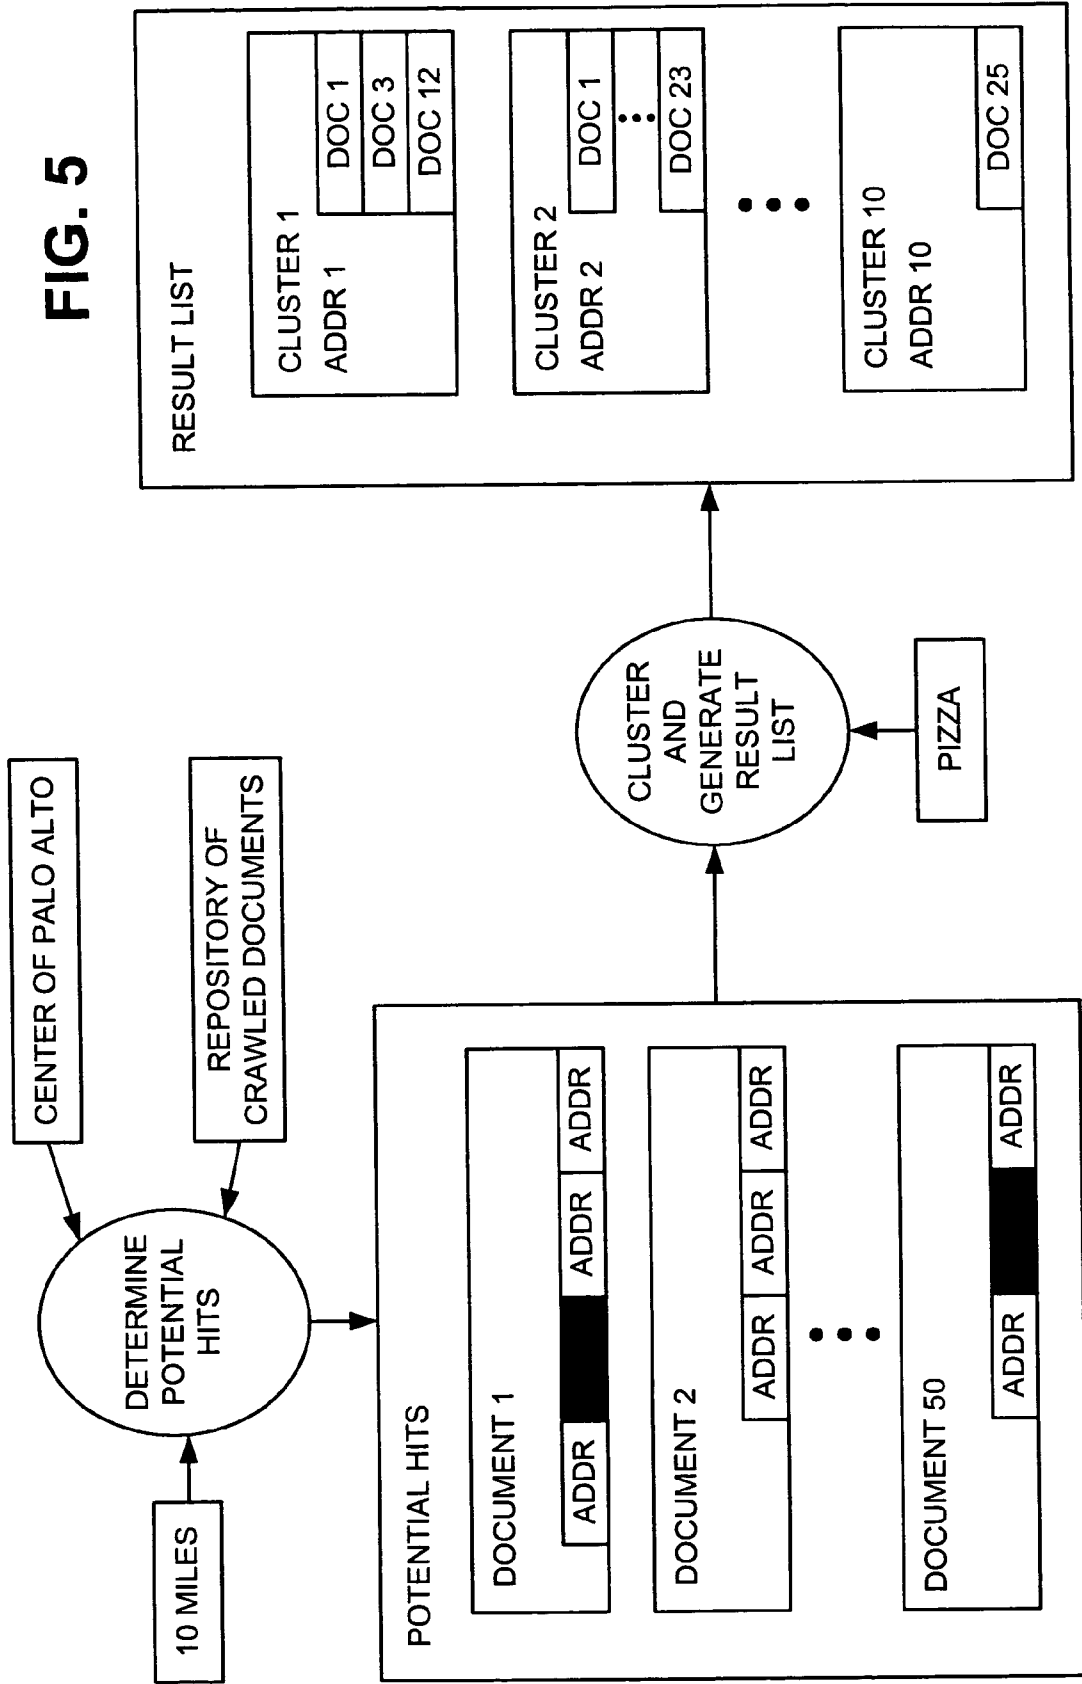 FIG. 5
10 MILES
DETERMINE
POTENTIAL
HITS
CENTER OF PALO ALTO
REPOSITORY OF
CRAWLED DOCUMENTS
POTENTIAL HITS
DOCUMENT 1
ADDR
ADDR
ADDR
DOCUMENT 2
ADDR
ADDR
ADDR
DOCUMENT 50
ADDR
ADDR
CLUSTER
AND
GENERATE
RESULT
LIST
PIZZA
RESULT LIST
CLUSTER 1
ADDR 1
DOC 1
DOC 3
DOC 12
CLUSTER 2
ADDR 2
DOC 1
DOC 23
CLUSTER 10
ADDR 10
DOC 25